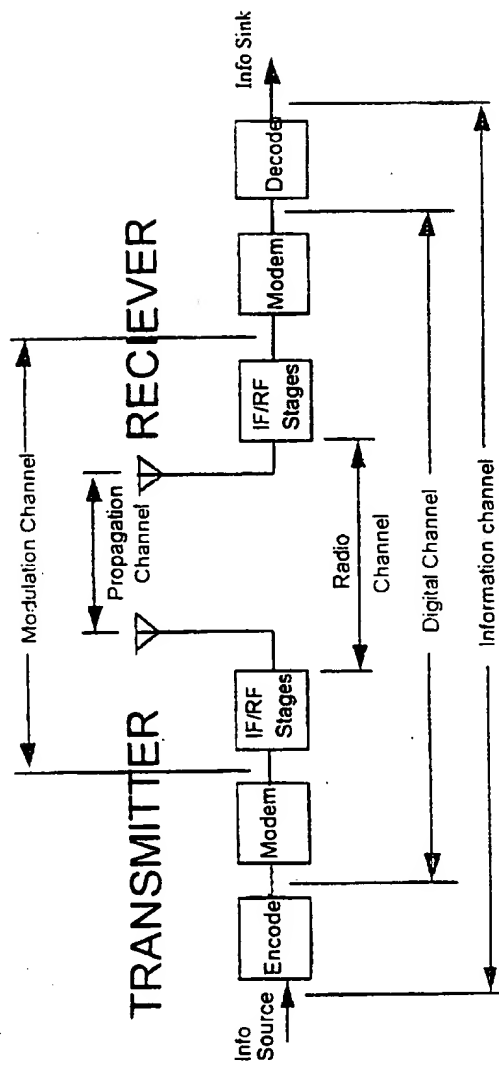 Modulation Channel
Propagation
Channel
TRANSMITTER
RECIEVER
Info
Source
Encode
Modem
IF/RF
Stages
IF/RF
Stages
Modem
Decoder
Info Sink
Radio
Channel
Digital Channel
Information channel